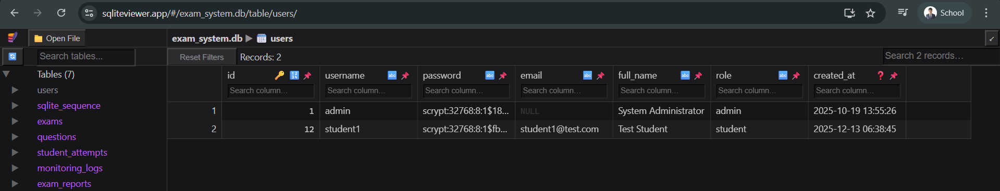 sqliteviewer.app/#/exam_system.db/table/users/
School
Open File
exam_system.db ▶ users
Search tables...
Reset Filters
Records: 2
Search 2 records...
Tables (7)
users
sqlite_sequence
exams
questions
student_attempts
monitoring_logs
exam_reports
id username password email full_name role created_at
Search column... Search column... Search column... Search column... Search column... Search column... Search column...
1 1 admin scrypt:32768:8:1$18... NULL System Administrator admin 2025-10-19 13:55:26
2 12 student1 scrypt:32768:8:1$fb... student1@test.com Test Student student 2025-12-13 06:38:45